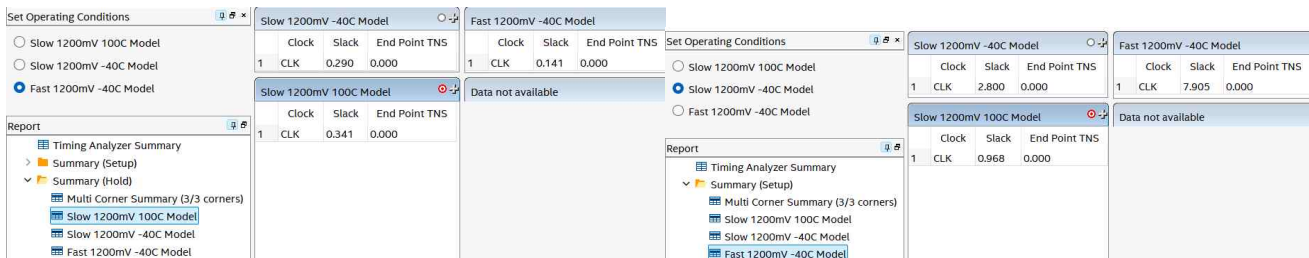 Set Operating Conditions
Slow 1200mV 100C Model
Slow 1200mV -40C Model
Fast 1200mV -40C Model
Report
Timing Analyzer Summary
Summary (Setup)
Summary (Hold)
Multi Corner Summary (3/3 corners)
Slow 1200mV 100C Model
Slow 1200mV -40C Model
Fast 1200mV -40C Model
Slow 1200mV -40C Model
Clock Slack End Point TNS
1 CLK 0.290 0.000
Fast 1200mV -40C Model
Clock Slack End Point TNS
1 CLK 0.141 0.000
Slow 1200mV 100C Model
Clock Slack End Point TNS
1 CLK 0.341 0.000
Data not available
Set Operating Conditions
Slow 1200mV 100C Model
Slow 1200mV -40C Model
Fast 1200mV -40C Model
Report
Timing Analyzer Summary
Summary (Setup)
Multi Corner Summary (3/3 corners)
Slow 1200mV 100C Model
Slow 1200mV -40C Model
Fast 1200mV -40C Model
Slow 1200mV -40C Model
Clock Slack End Point TNS
1 CLK 2.800 0.000
Fast 1200mV -40C Model
Clock Slack End Point TNS
1 CLK 7.905 0.000
Slow 1200mV 100C Model
Clock Slack End Point TNS
1 CLK 0.968 0.000
Data not available